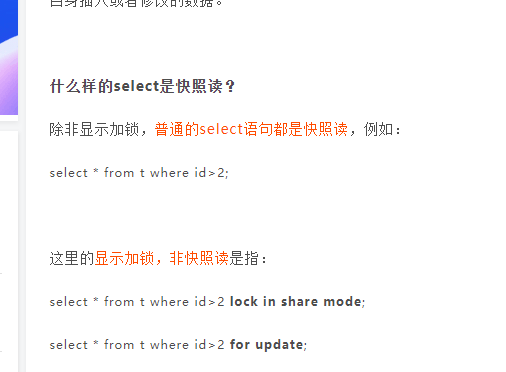 自身插入或者修改的数据。
什么样的select是快照读？
除非显示加锁，普通的select语句都是快照读，例如：
select * from t where id>2;
这里的显示加锁，非快照读是指：
select * from t where id>2 lock in share mode;
select * from t where id>2 for update;